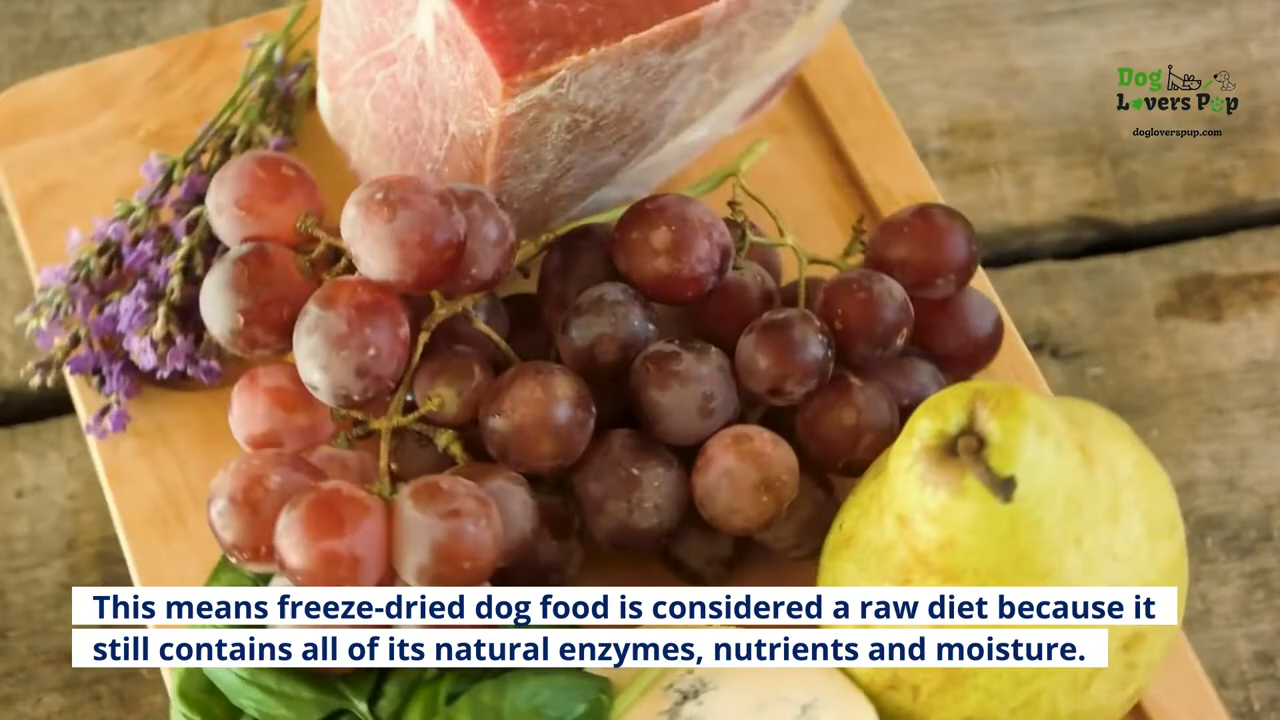 Dog
Lovers Pup
dogloverspup.com
This means freeze-dried dog food is considered a raw diet because it
still contains all of its natural enzymes, nutrients and moisture.